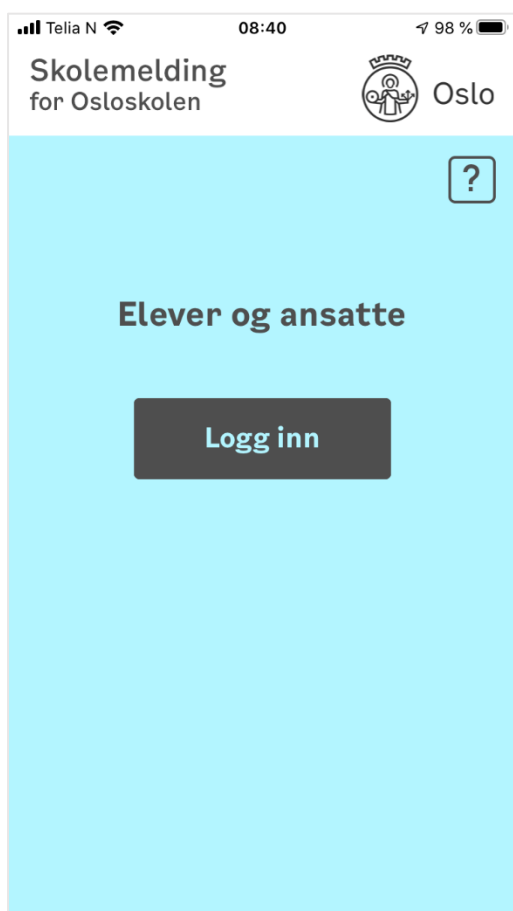 Telia N 08:40 98 %
Skolemelding
for Osloskolen
Oslo
?
Elever og ansatte
Logg inn